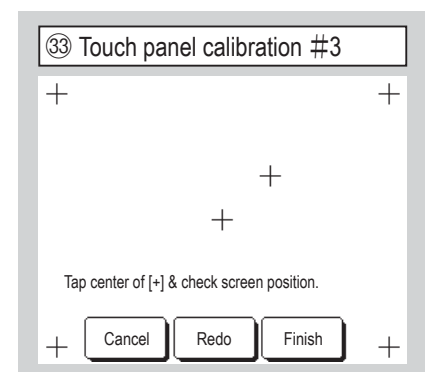 ㉝ Touch panel calibration #3
+ +
+
+
Tap center of [+] & check screen position.
+ Cancel Redo Finish +